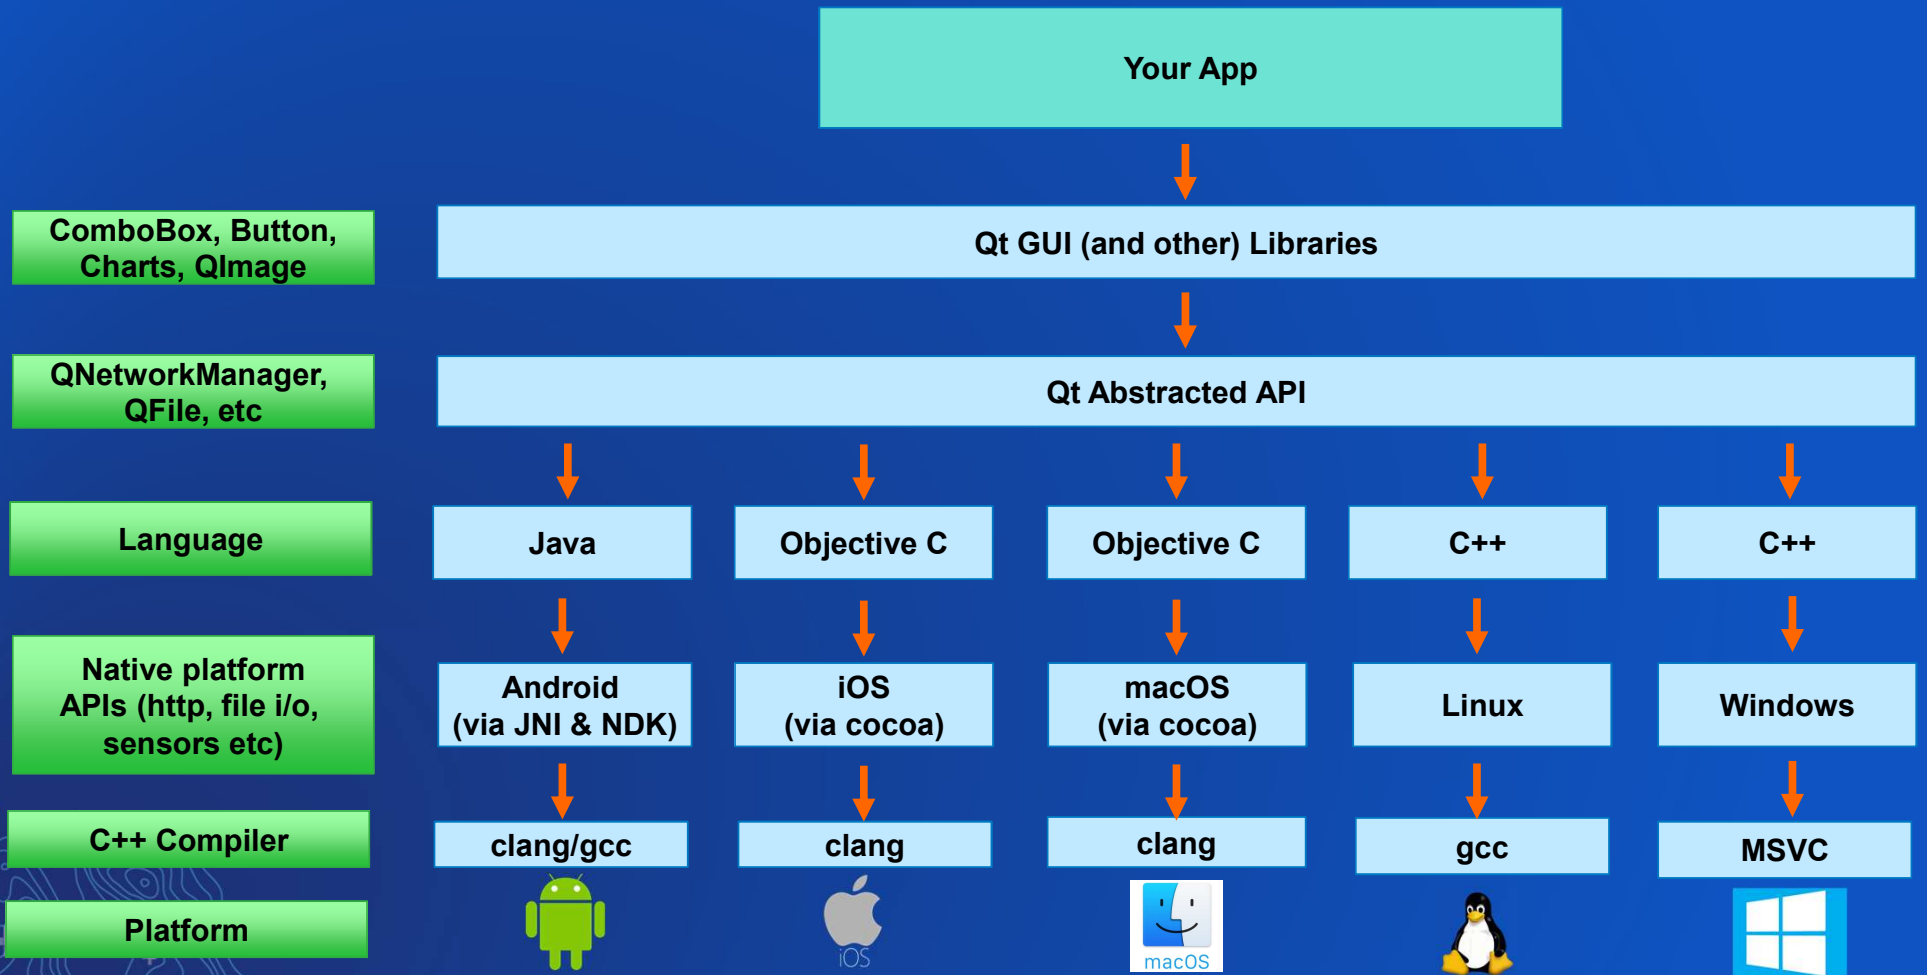 Your App
ComboBox, Button,
Charts, QImage
Qt GUI (and other) Libraries
QNetworkManager,
QFile, etc
Qt Abstracted API
Language
Java
Objective C
Objective C
C++
C++
Native platform
APIs (http, file i/o,
sensors etc)
Android
(via JNI & NDK)
iOS
(via cocoa)
macOS
(via cocoa)
Linux
Windows
C++ Compiler
clang/gcc
clang
clang
gcc
MSVC
Platform
iOS
macOS